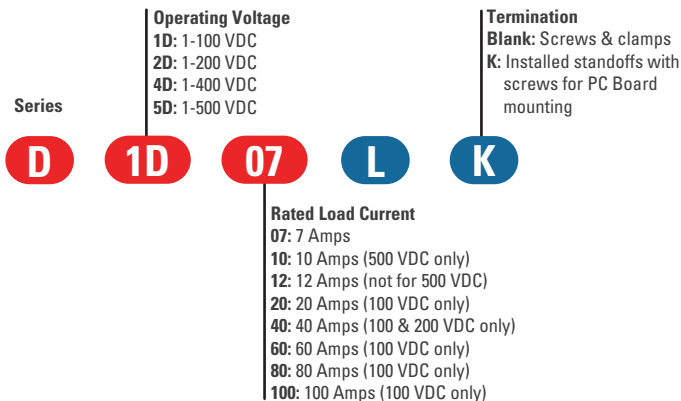 Operating Voltage
1D: 1-100 VDC
2D: 1-200 VDC
4D: 1-400 VDC
5D: 1-500 VDC
Termination
Blank: Screws & clamps
K: Installed standoffs with
screws for PC Board
mounting
Series
D
1D
07
L
K
Rated Load Current
07: 7 Amps
10: 10 Amps (500 VDC only)
12: 12 Amps (not for 500 VDC)
20: 20 Amps (100 VDC only)
40: 40 Amps (100 & 200 VDC only)
60: 60 Amps (100 VDC only)
80: 80 Amps (100 VDC only)
100: 100 Amps (100 VDC only)